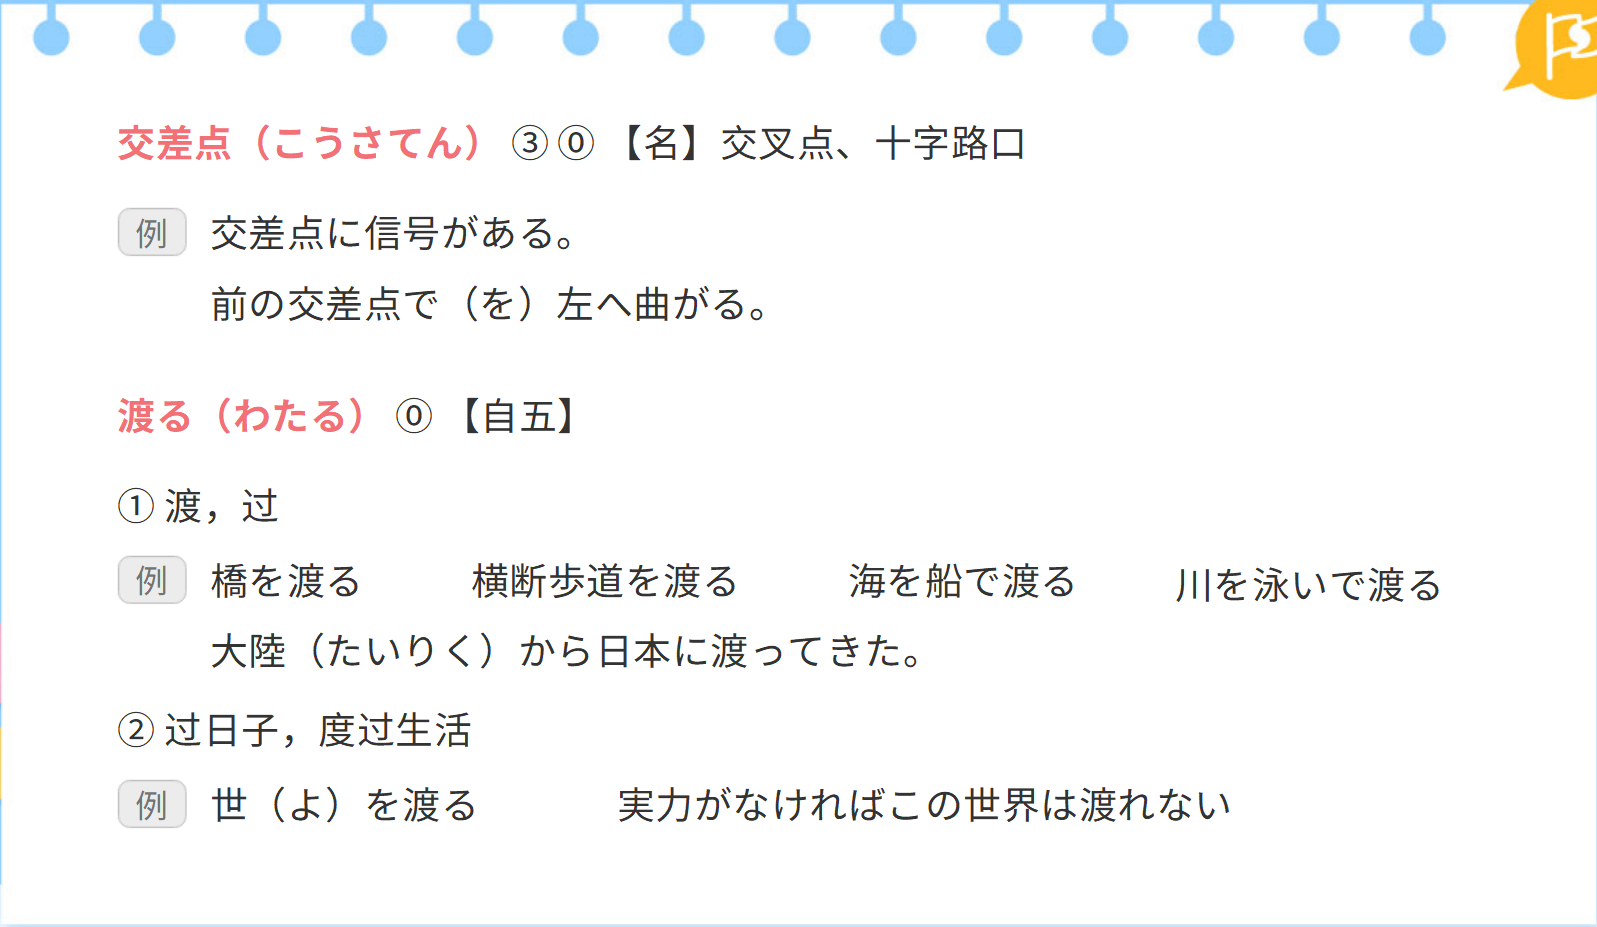 交差点（こうさてん） ③⓪ 【名】交叉点、十字路口
例 交差点に信号がある。
前の交差点で（を）左へ曲がる。
渡る（わたる） ⓪ 【自五】
① 渡，过
例 橋を渡る 横断歩道を渡る 海を船で渡る 川を泳いで渡る
大陸（たいりく）から日本に渡ってきた。
② 过日子，度过生活
例 世（よ）を渡る 実力がなければこの世界は渡れない